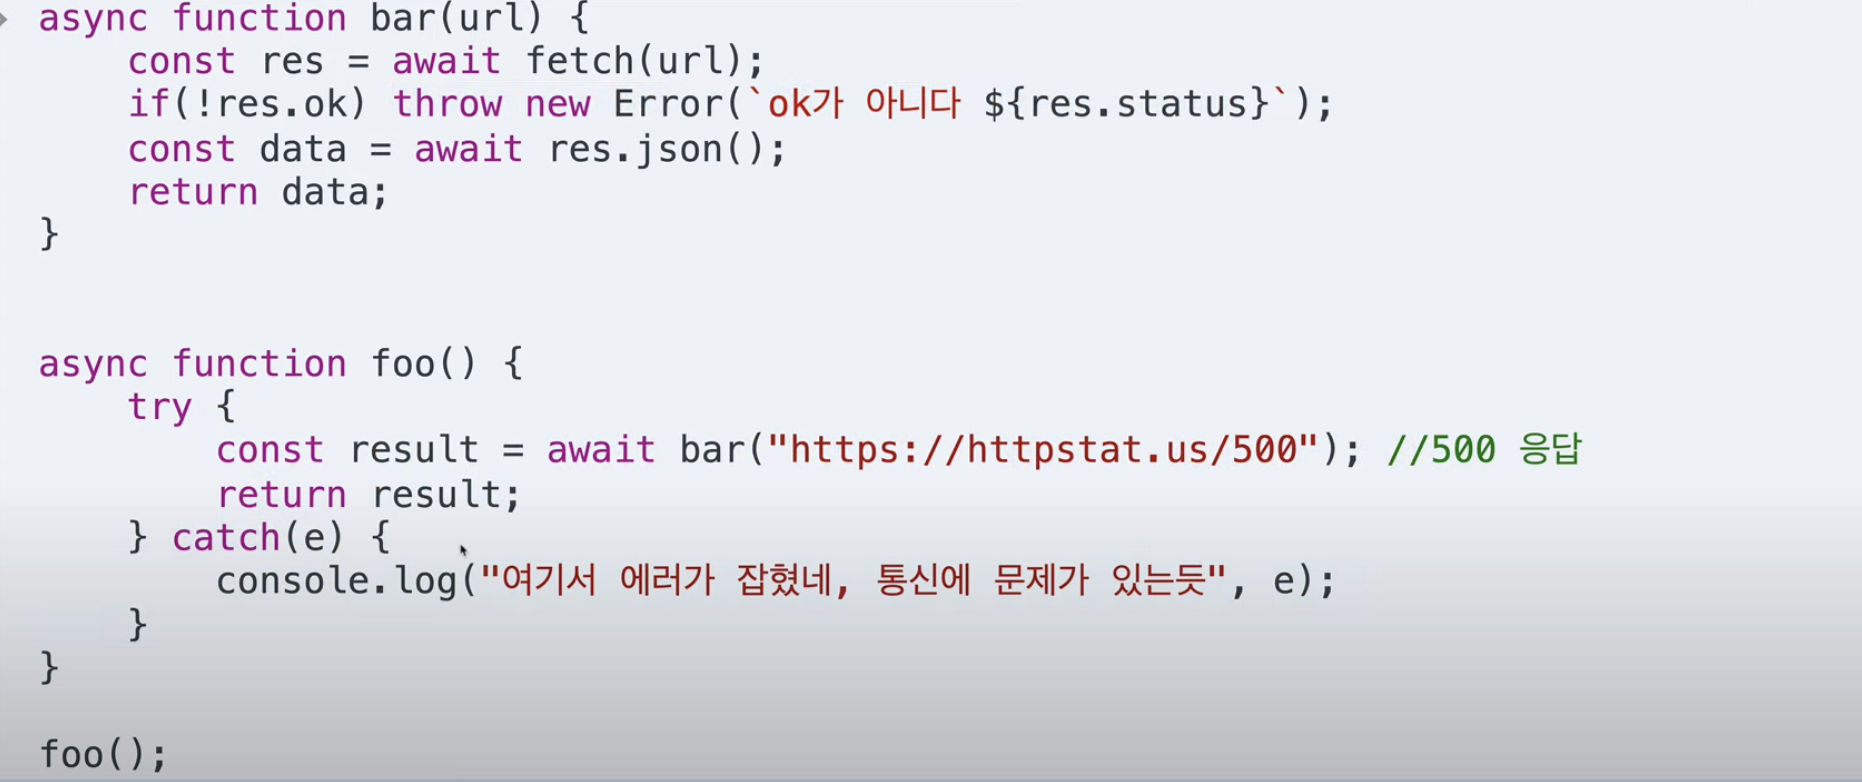 async function bar(url) {
const res = await fetch(url);
if(!res.ok) throw new Error(`ok가 아니다 ${res.status}`);
const data = await res.json();
return data;
}
async function foo() {
try {
const result = await bar("https://httpstat.us/500"); //500 응답
return result;
} catch(e) {
console.log("여기서 에러가 잡혔네, 통신에 문제가 있는듯", e);
}
}
foo();